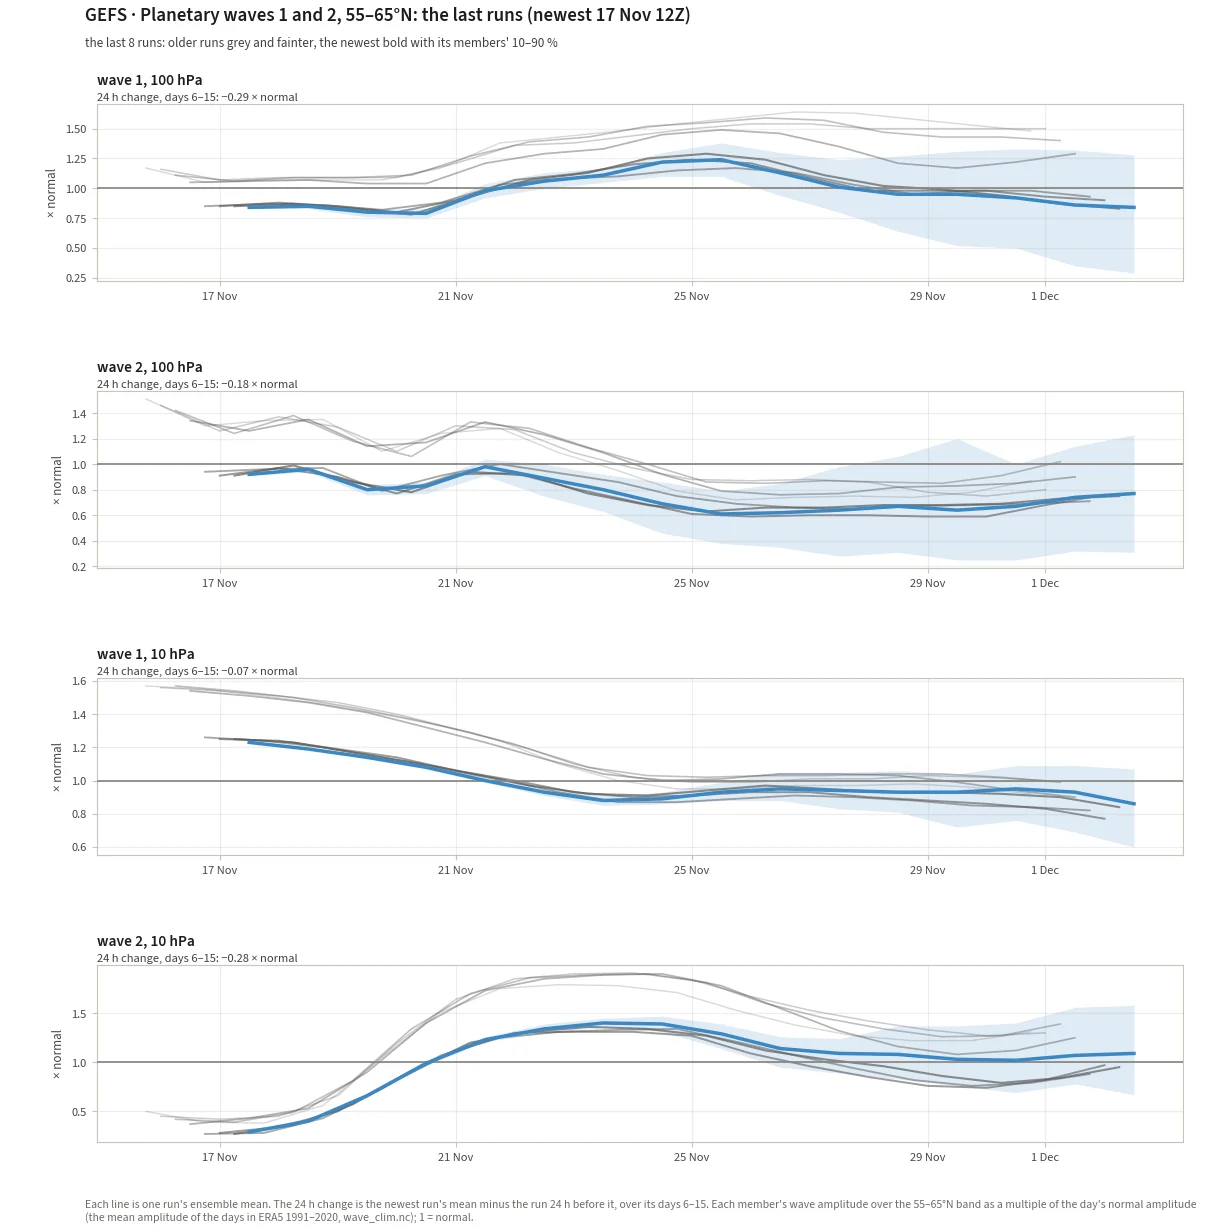 GEFS · Planetary waves 1 and 2, 55–65°N: the last runs (newest 17 Nov 12Z)
the last 8 runs: older runs grey and fainter, the newest bold with its members' 10–90 %
wave 1, 100 hPa
24 h change, days 6–15: −0.29 × normal
1.50
1.25
1.00
0.75
0.50
0.25
× normal
17 Nov
21 Nov
25 Nov
29 Nov
1 Dec
wave 2, 100 hPa
24 h change, days 6–15: −0.18 × normal
1.4
1.2
1.0
0.8
0.6
0.4
0.2
× normal
17 Nov
21 Nov
25 Nov
29 Nov
1 Dec
wave 1, 10 hPa
24 h change, days 6–15: −0.07 × normal
1.6
1.4
1.2
1.0
0.8
0.6
× normal
17 Nov
21 Nov
25 Nov
29 Nov
1 Dec
wave 2, 10 hPa
24 h change, days 6–15: −0.28 × normal
1.5
1.0
0.5
× normal
17 Nov
21 Nov
25 Nov
29 Nov
1 Dec
Each line is one run's ensemble mean. The 24 h change is the newest run's mean minus the run 24 h before it, over its days 6–15. Each member's wave amplitude over the 55–65°N band as a multiple of the day's normal amplitude
(the mean amplitude of the days in ERA5 1991–2020, wave_clim.nc); 1 = normal.